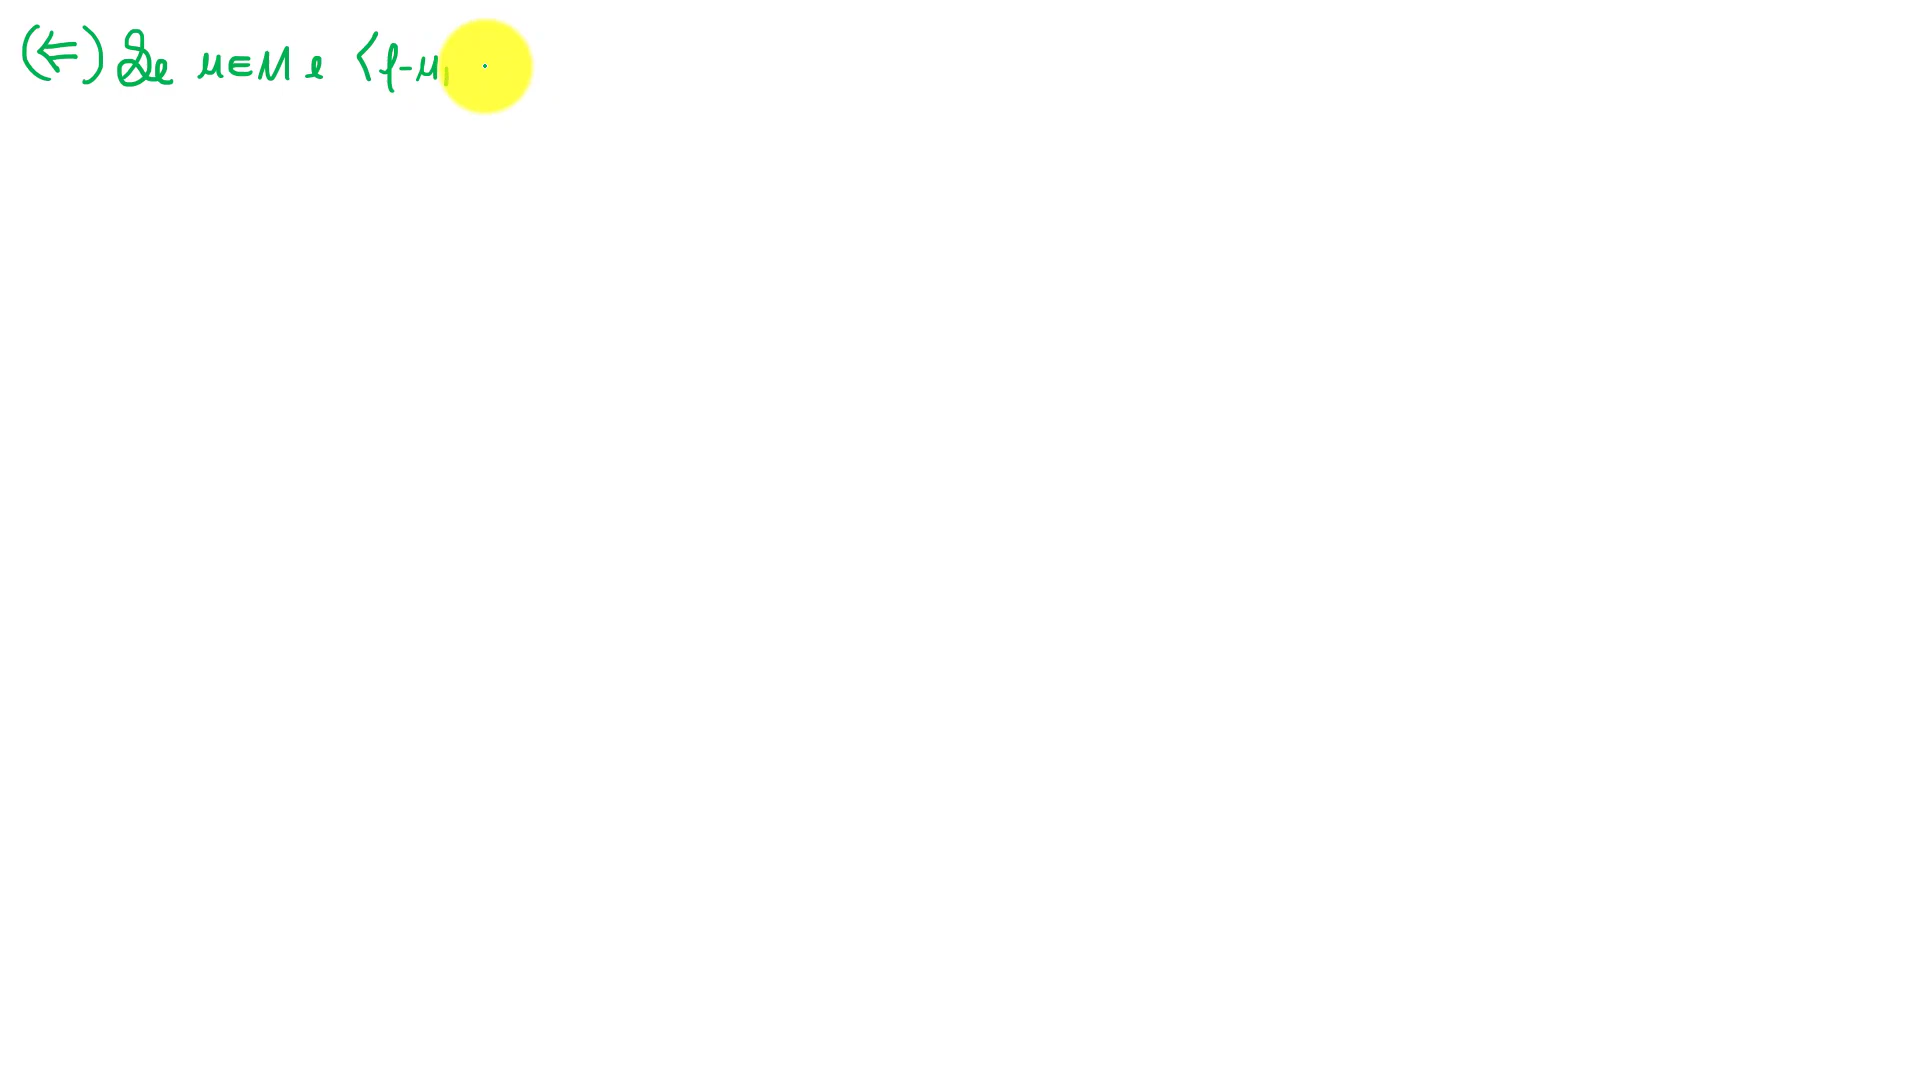 (⇐) Se u ∈ M e ⟨f-u,